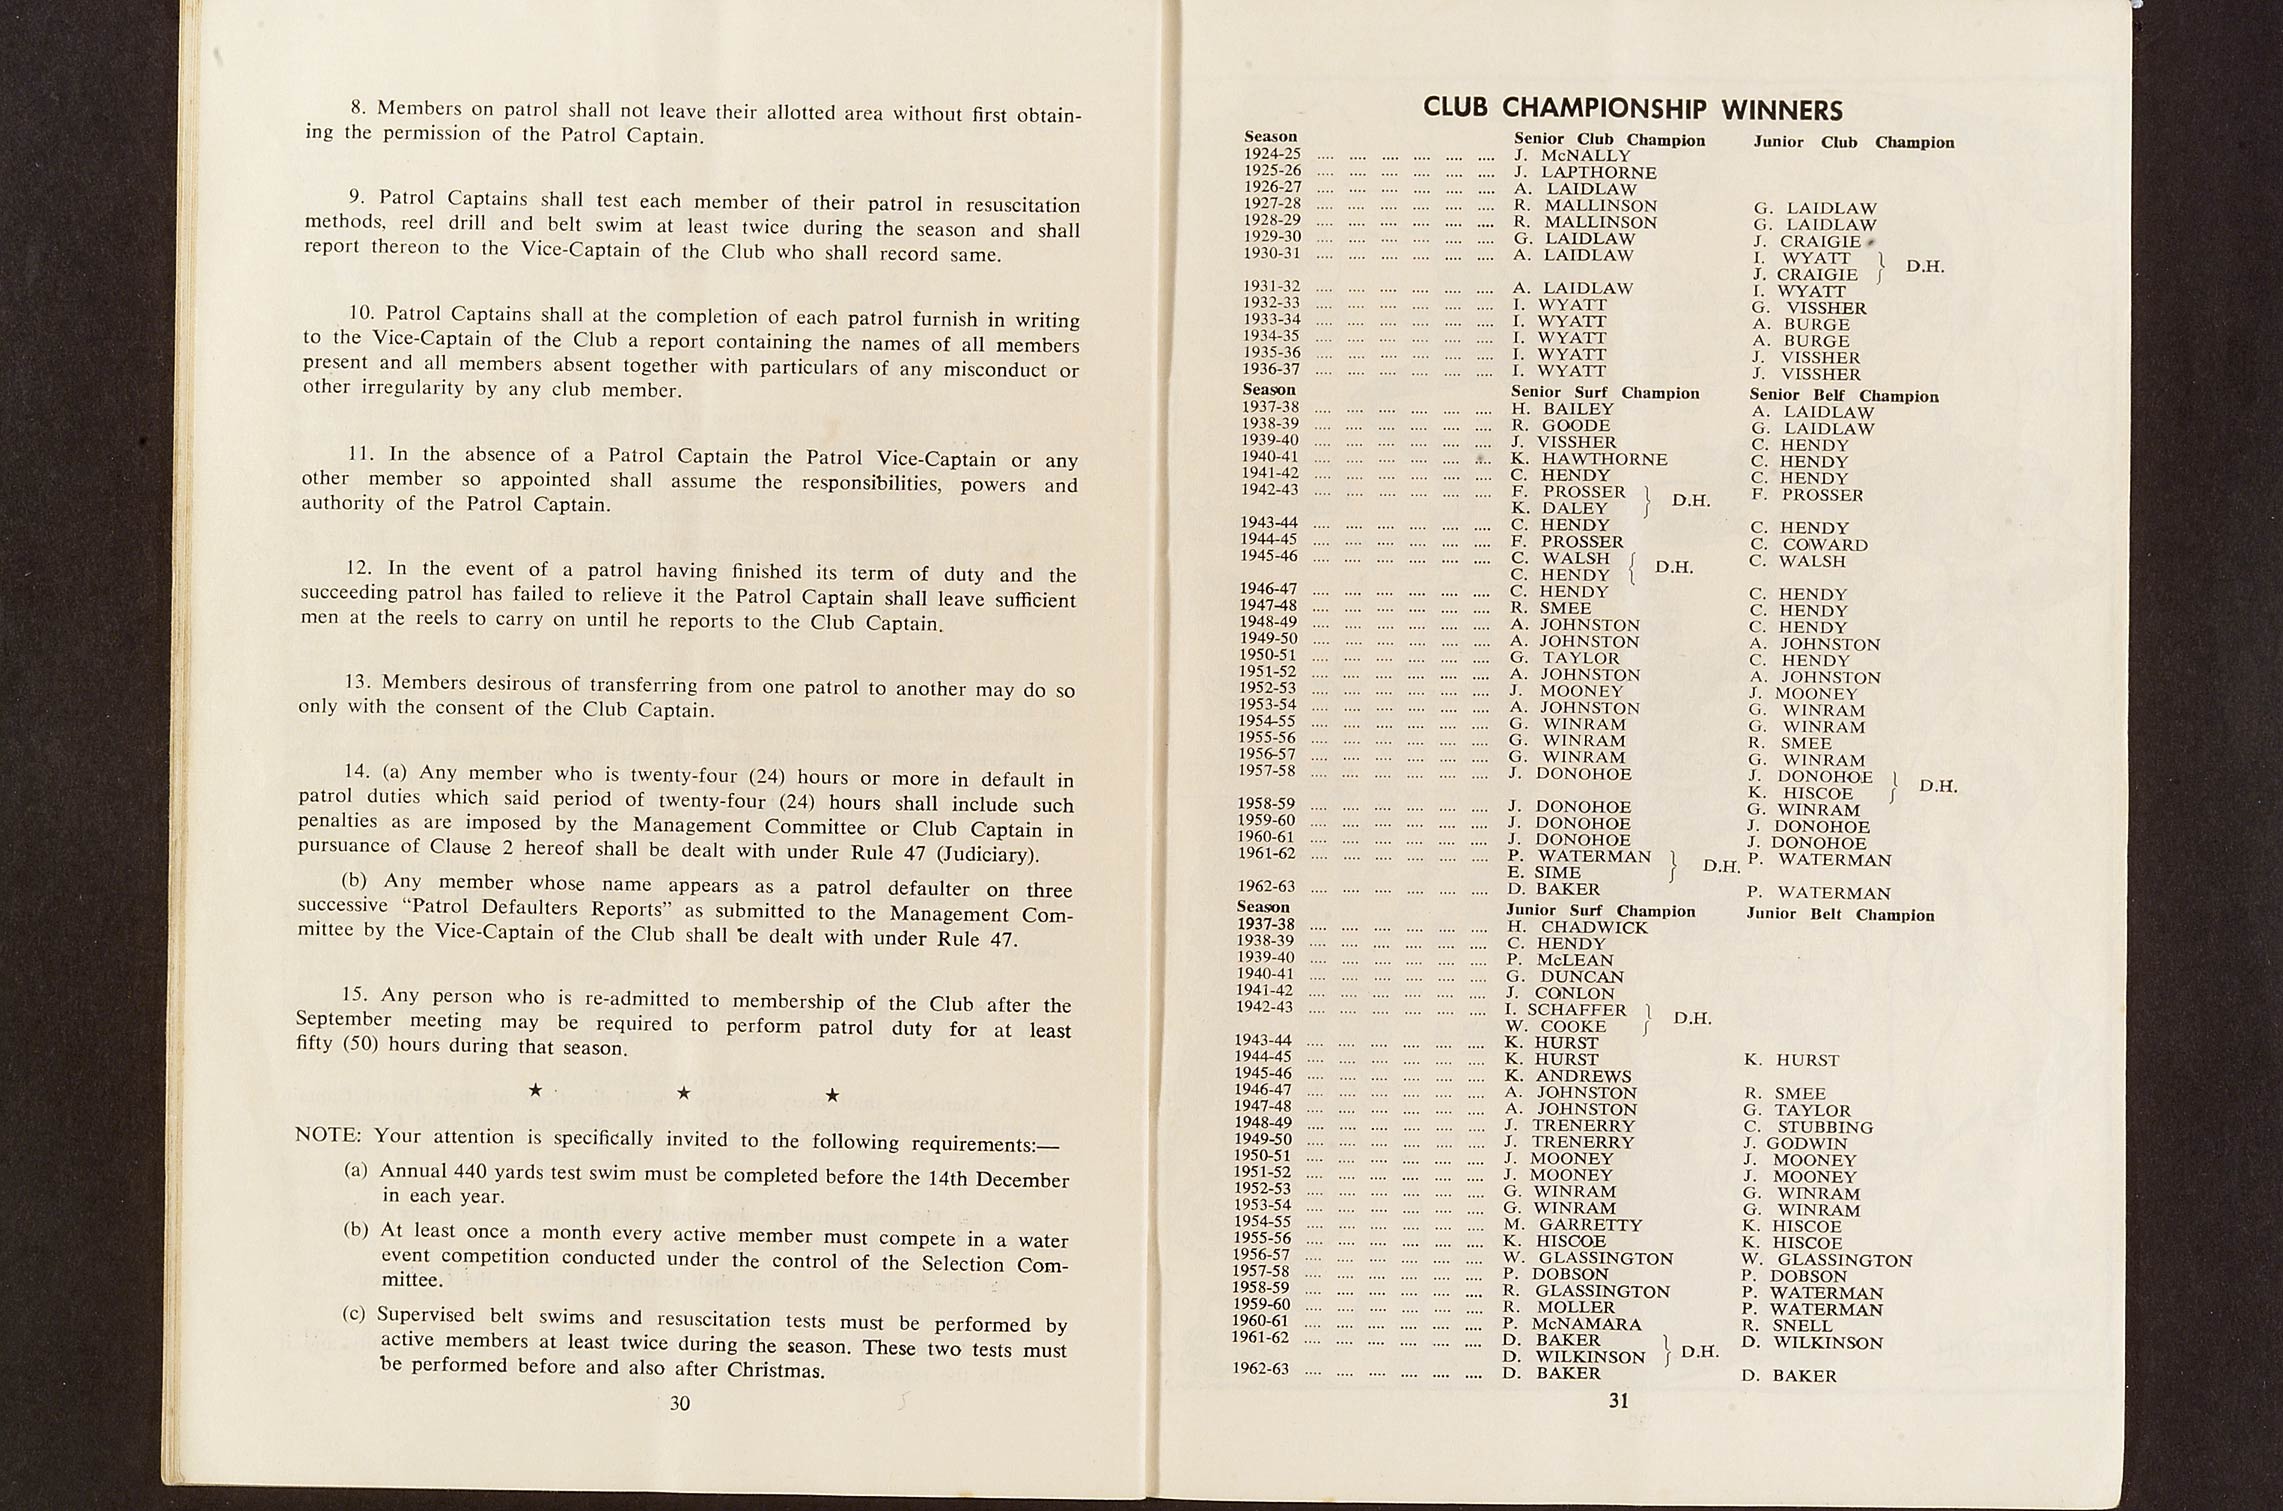 8. Members on patrol shall not leave their allotted area without first obtain-
ing the permission of the Patrol Captain.
9. Patrol Captains shall test each member of their patrol in resuscitation
methods, reel drill and belt swim at least twice during the season and shall
report thereon to the Vice-Captain of the Club who shall record same.
10. Patrol Captains shall at the completion of each patrol furnish in writing
to the Vice-Captain of the Club a report containing the names of all members
present and all members absent together with particulars of any misconduct or
other irregularity by any club member.
11. In the absence of a Patrol Captain the Patrol Vice-Captain or any
other member so appointed shall assume the responsibilities, powers and
authority of the Patrol Captain.
12. In the event of a patrol having finished its term of duty and the
succeeding patrol has failed to relieve it the Patrol Captain shall leave sufficient
men at the reels to carry on until he reports to the Club Captain.
13. Members desirous of transferring from one patrol to another may do so
only with the consent of the Club Captain.
14. (a) Any member who is twenty-four (24) hours or more in default in
patrol duties which said period of twenty-four (24) hours shall include such
penalties as are imposed by the Management Committee or Club Captain in
pursuance of Clause 2 hereof shall be dealt with under Rule 47 (Judiciary).
(b) Any member whose name appears as a patrol defaulter on three
successive “Patrol Defaulters Reports” as submitted to the Management Com-
mittee by the Vice-Captain of the Club shall be dealt with under Rule 47.
15. Any person who is re-admitted to membership of the Club after the
September meeting may be required to perform patrol duty for at least
fifty (50) hours during that season.
★ ★ ★
NOTE: Your attention is specifically invited to the following requirements:—
(a) Annual 440 yards test swim must be completed before the 14th December
in each year.
(b) At least once a month every active member must compete in a water
event competition conducted under the control of the Selection Com-
mittee.
(c) Supervised belt swims and resuscitation tests must be performed by
active members at least twice during the season. These two tests must
be performed before and also after Christmas.
30
CLUB CHAMPIONSHIP WINNERS
Season Senior Club Champion Junior Club Champion
1924-25 .... .... .... .... .... .... J. McNALLY
1925-26 .... .... .... .... .... .... J. LAPTHORNE
1926-27 .... .... .... .... .... .... A. LAIDLAW
1927-28 .... .... .... .... .... .... R. MALLINSON G. LAIDLAW
1928-29 .... .... .... .... .... .... R. MALLINSON G. LAIDLAW
1929-30 .... .... .... .... .... .... G. LAIDLAW J. CRAIGIE
1930-31 .... .... .... .... .... .... A. LAIDLAW I. WYATT } D.H.
J. CRAIGIE
1931-32 .... .... .... .... .... .... A. LAIDLAW I. WYATT
1932-33 .... .... .... .... .... .... I. WYATT G. VISSHER
1933-34 .... .... .... .... .... .... I. WYATT A. BURGE
1934-35 .... .... .... .... .... .... I. WYATT A. BURGE
1935-36 .... .... .... .... .... .... I. WYATT J. VISSHER
1936-37 .... .... .... .... .... .... I. WYATT J. VISSHER
Season Senior Surf Champion Senior Belf Champion
1937-38 .... .... .... .... .... .... H. BAILEY A. LAIDLAW
1938-39 .... .... .... .... .... .... R. GOODE G. LAIDLAW
1939-40 .... .... .... .... .... .... J. VISSHER C. HENDY
1940-41 .... .... .... .... .... .... K. HAWTHORNE C. HENDY
1941-42 .... .... .... .... .... .... C. HENDY C. HENDY
1942-43 .... .... .... .... .... .... F. PROSSER } D.H. F. PROSSER
K. DALEY
1943-44 .... .... .... .... .... .... C. HENDY C. HENDY
1944-45 .... .... .... .... .... .... F. PROSSER C. COWARD
1945-46 .... .... .... .... .... .... C. WALSH { D.H. C. WALSH
C. HENDY
1946-47 .... .... .... .... .... .... C. HENDY C. HENDY
1947-48 .... .... .... .... .... .... R. SMEE C. HENDY
1948-49 .... .... .... .... .... .... A. JOHNSTON C. HENDY
1949-50 .... .... .... .... .... .... A. JOHNSTON A. JOHNSTON
1950-51 .... .... .... .... .... .... G. TAYLOR C. HENDY
1951-52 .... .... .... .... .... .... A. JOHNSTON A. JOHNSTON
1952-53 .... .... .... .... .... .... J. MOONEY J. MOONEY
1953-54 .... .... .... .... .... .... A. JOHNSTON G. WINRAM
1954-55 .... .... .... .... .... .... G. WINRAM G. WINRAM
1955-56 .... .... .... .... .... .... G. WINRAM R. SMEE
1956-57 .... .... .... .... .... .... G. WINRAM G. WINRAM
1957-58 .... .... .... .... .... .... J. DONOHOE J. DONOHOE } D.H.
K. HISCOE
1958-59 .... .... .... .... .... .... J. DONOHOE G. WINRAM
1959-60 .... .... .... .... .... .... J. DONOHOE J. DONOHOE
1960-61 .... .... .... .... .... .... J. DONOHOE J. DONOHOE
1961-62 .... .... .... .... .... .... P. WATERMAN } D.H. P. WATERMAN
E. SIME
1962-63 .... .... .... .... .... .... D. BAKER P. WATERMAN
Season Junior Surf Champion Junior Belt Champion
1937-38 .... .... .... .... .... .... H. CHADWICK
1938-39 .... .... .... .... .... .... C. HENDY
1939-40 .... .... .... .... .... .... P. McLEAN
1940-41 .... .... .... .... .... .... G. DUNCAN
1941-42 .... .... .... .... .... .... J. CONLON
1942-43 .... .... .... .... .... .... I. SCHAFFER } D.H.
W. COOKE
1943-44 .... .... .... .... .... .... K. HURST
1944-45 .... .... .... .... .... .... K. HURST K. HURST
1945-46 .... .... .... .... .... .... K. ANDREWS
1946-47 .... .... .... .... .... .... A. JOHNSTON R. SMEE
1947-48 .... .... .... .... .... .... A. JOHNSTON G. TAYLOR
1948-49 .... .... .... .... .... .... J. TRENERRY C. STUBBING
1949-50 .... .... .... .... .... .... J. TRENERRY J. GODWIN
1950-51 .... .... .... .... .... .... J. MOONEY J. MOONEY
1951-52 .... .... .... .... .... .... J. MOONEY J. MOONEY
1952-53 .... .... .... .... .... .... G. WINRAM G. WINRAM
1953-54 .... .... .... .... .... .... G. WINRAM G. WINRAM
1954-55 .... .... .... .... .... .... M. GARRETTY K. HISCOE
1955-56 .... .... .... .... .... .... K. HISCOE K. HISCOE
1956-57 .... .... .... .... .... .... W. GLASSINGTON W. GLASSINGTON
1957-58 .... .... .... .... .... .... P. DOBSON P. DOBSON
1958-59 .... .... .... .... .... .... R. GLASSINGTON P. WATERMAN
1959-60 .... .... .... .... .... .... R. MOLLER P. WATERMAN
1960-61 .... .... .... .... .... .... P. McNAMARA R. SNELL
1961-62 .... .... .... .... .... .... D. BAKER } D.H. D. WILKINSON
D. WILKINSON
1962-63 .... .... .... .... .... .... D. BAKER D. BAKER
31